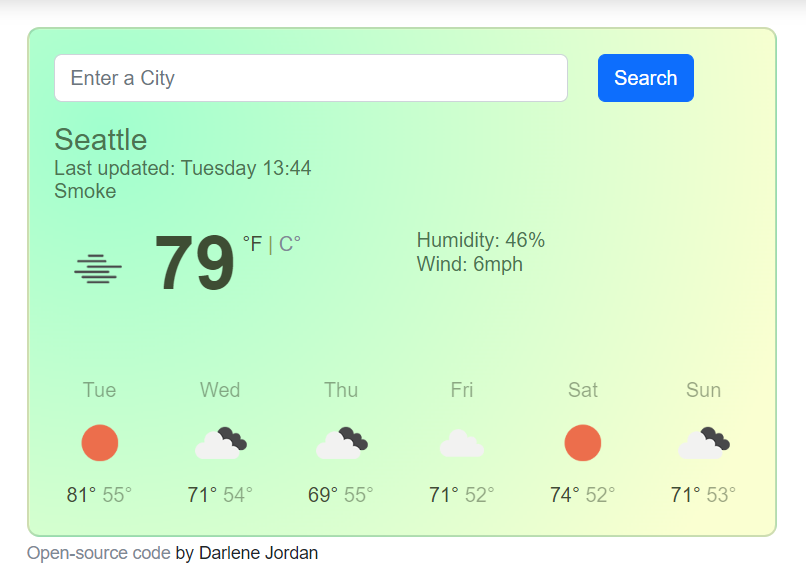 Enter a City Search
Seattle
Last updated: Tuesday 13:44
Smoke
79 °F | C°
Humidity: 46%
Wind: 6mph
Tue Wed Thu Fri Sat Sun
81° 55° 71° 54° 69° 55° 71° 52° 74° 52° 71° 53°
Open-source code by Darlene Jordan